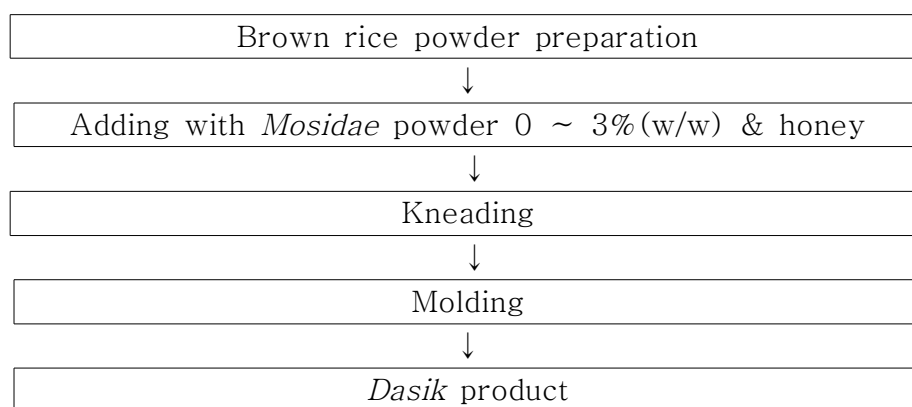 Brown rice powder preparation
↓
Adding with Mosidae powder 0 ~ 3%(w/w) & honey
↓
Kneading
↓
Molding
↓
Dasik product